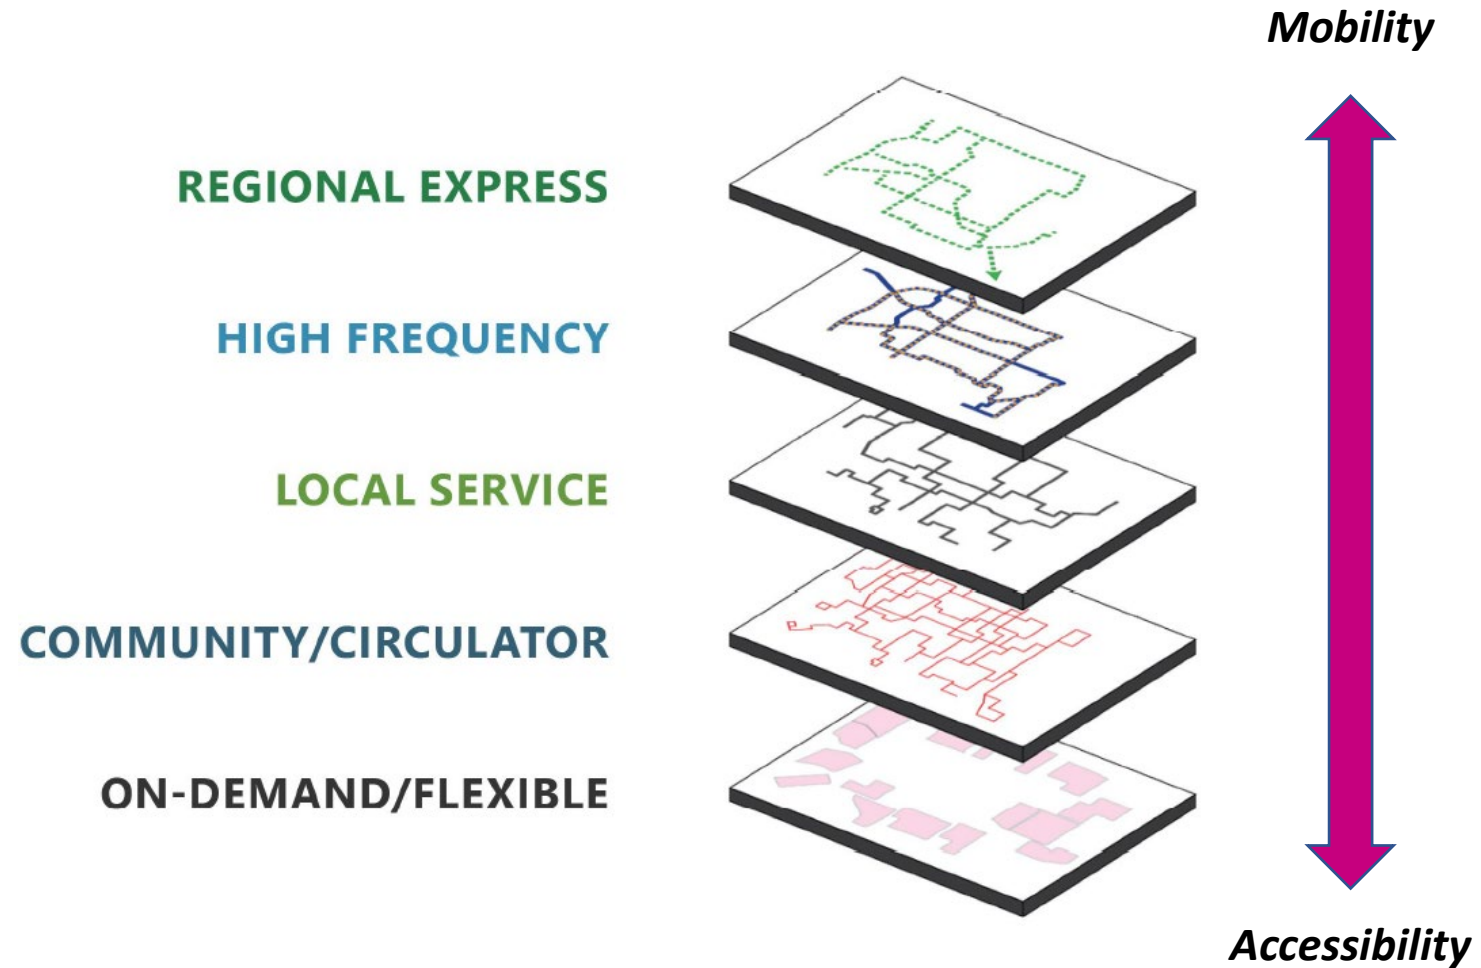 Mobility
REGIONAL EXPRESS
HIGH FREQUENCY
LOCAL SERVICE
COMMUNITY/CIRCULATOR
ON-DEMAND/FLEXIBLE
Accessibility